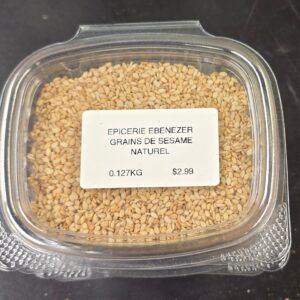 EPICERIE EBENEZER
GRAINS DE SESAME
NATUREL
0.127KG $2.99